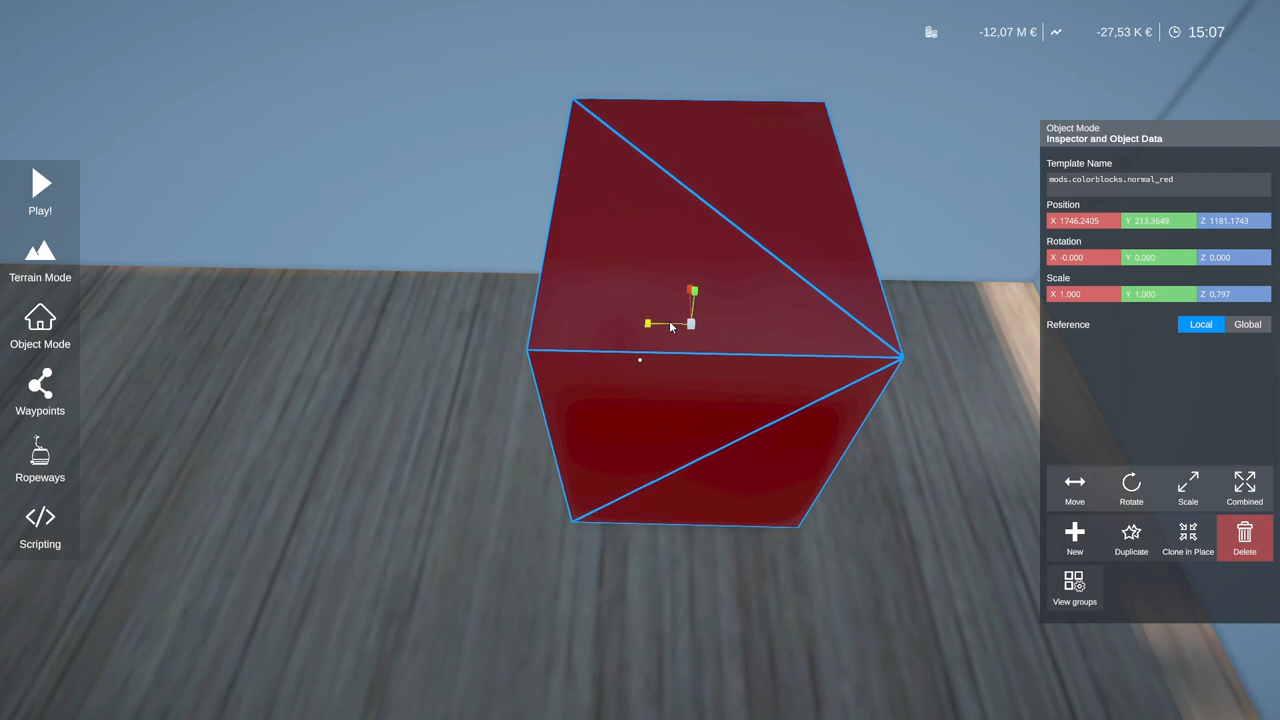 -12,07 M € -27,53 K € 15:07
Play!
Terrain Mode
Object Mode
Waypoints
Ropeways
Scripting
Object Mode
Inspector and Object Data
Template Name
mods.colorblocks.normal_red
Position
X 1746.2405 Y 213.3649 Z 1181.1743
Rotation
X -0.000 Y 0.000 Z 0.000
Scale
X 1.000 Y 1.000 Z 0.797
Reference Local Global
Move Rotate Scale Combined
New Duplicate Clone in Place Delete
View groups